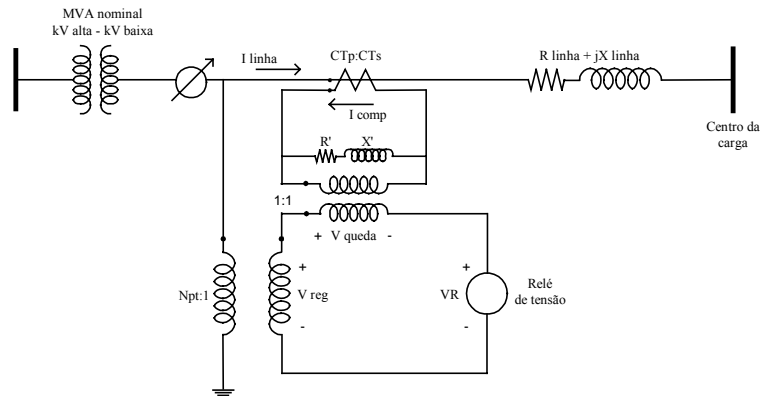 MVA nominal
kV alta - kV baixa
I linha
CTp:CTs
R linha + jX linha
I comp
Centro da
carga
R'
X'
1:1
+ V queda -
Npt:1
+
V reg
-
+
VR
-
Relé
de tensão